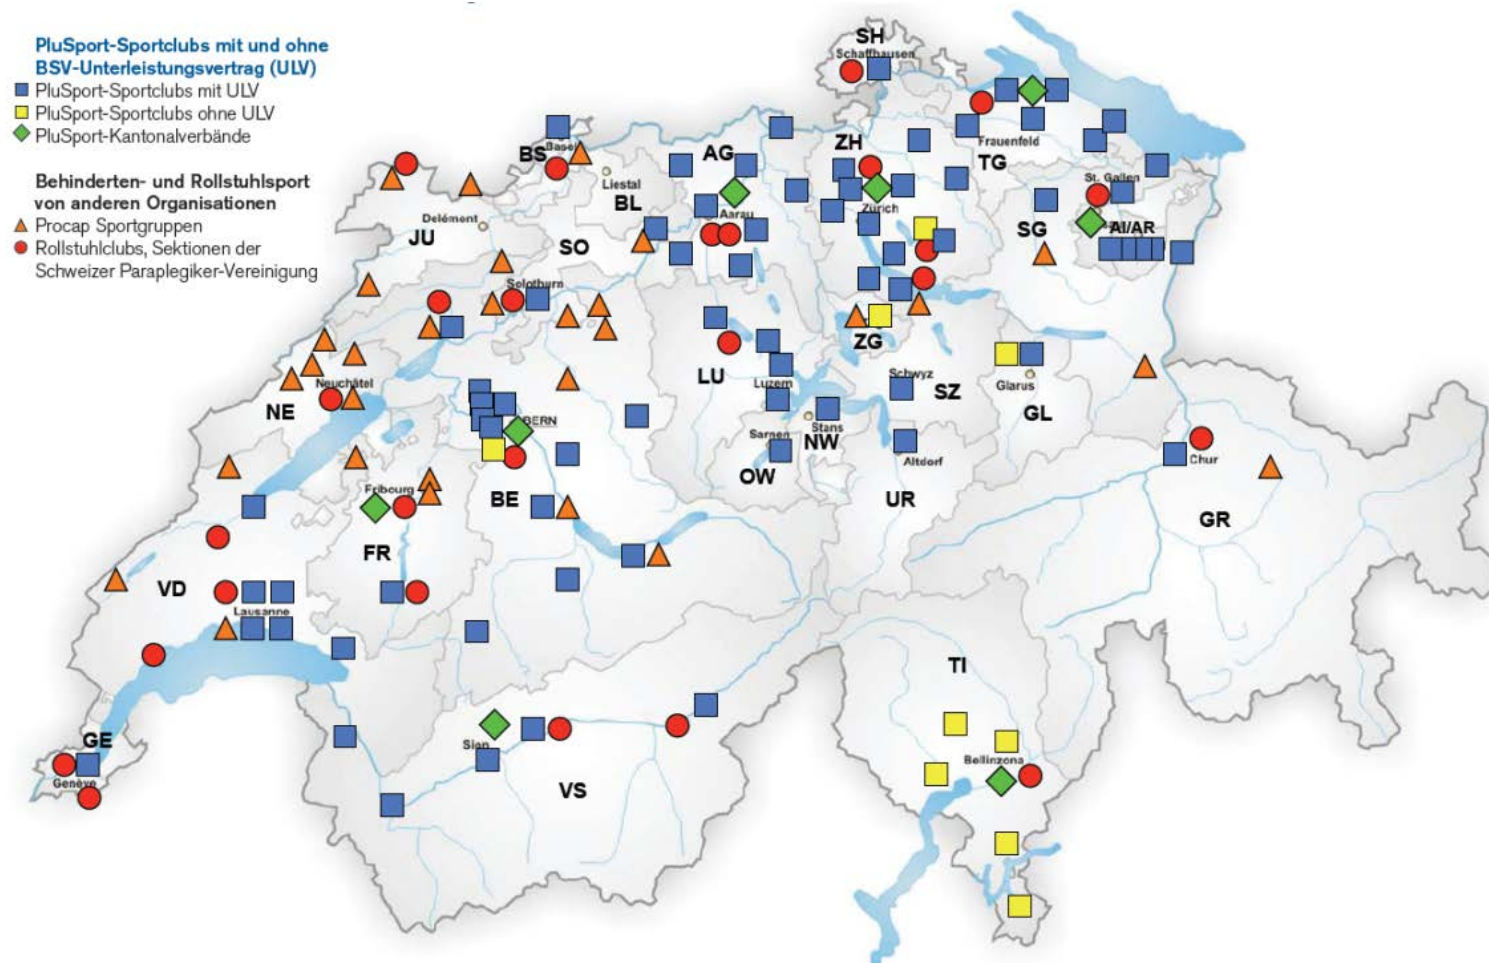 PluSport-Sportclubs mit und ohne
BSV-Unterleistungsvertrag (ULV)
PluSport-Sportclubs mit ULV
PluSport-Sportclubs ohne ULV
PluSport-Kantonalverbände
Behinderten- und Rollstuhlsport
von anderen Organisationen
Procap Sportgruppen
Rollstuhlclubs, Sektionen der
Schweizer Paraplegiker-Vereinigung
SH
Schaffhausen
BS
Basel
AG
ZH
Frauenfeld
TG
Liestal
BL
St. Gallen
Delémont
JU
SO
Aarau
Zürich
SG
AI/AR
Solothurn
ZG
LU
Luzern
Schwyz
SZ
Glarus
GL
Neuchâtel
NE
BERN
Stans
NW
Sarnen
OW
Altdorf
UR
Chur
GR
Fribourg
FR
BE
VD
Lausanne
TI
GE
Genève
Sion
VS
Bellinzona